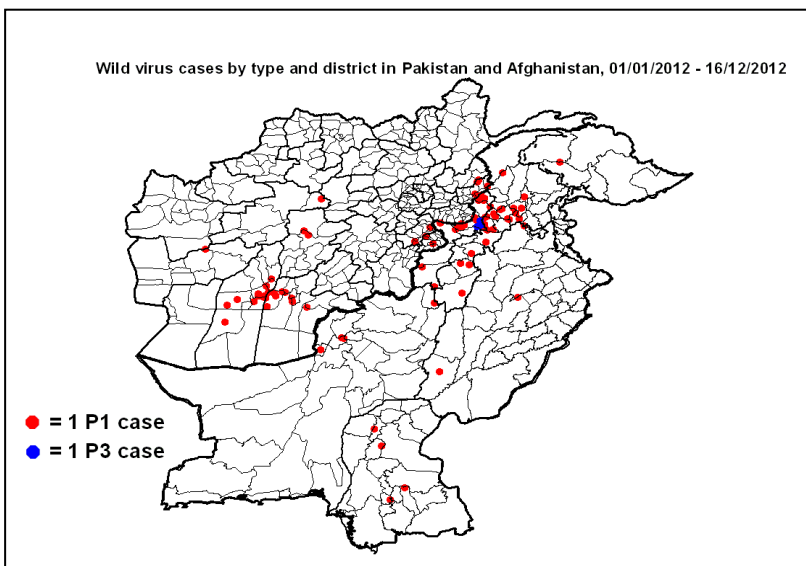 Wild virus cases by type and district in Pakistan and Afghanistan, 01/01/2012 - 16/12/2012
= 1 P1 case
= 1 P3 case